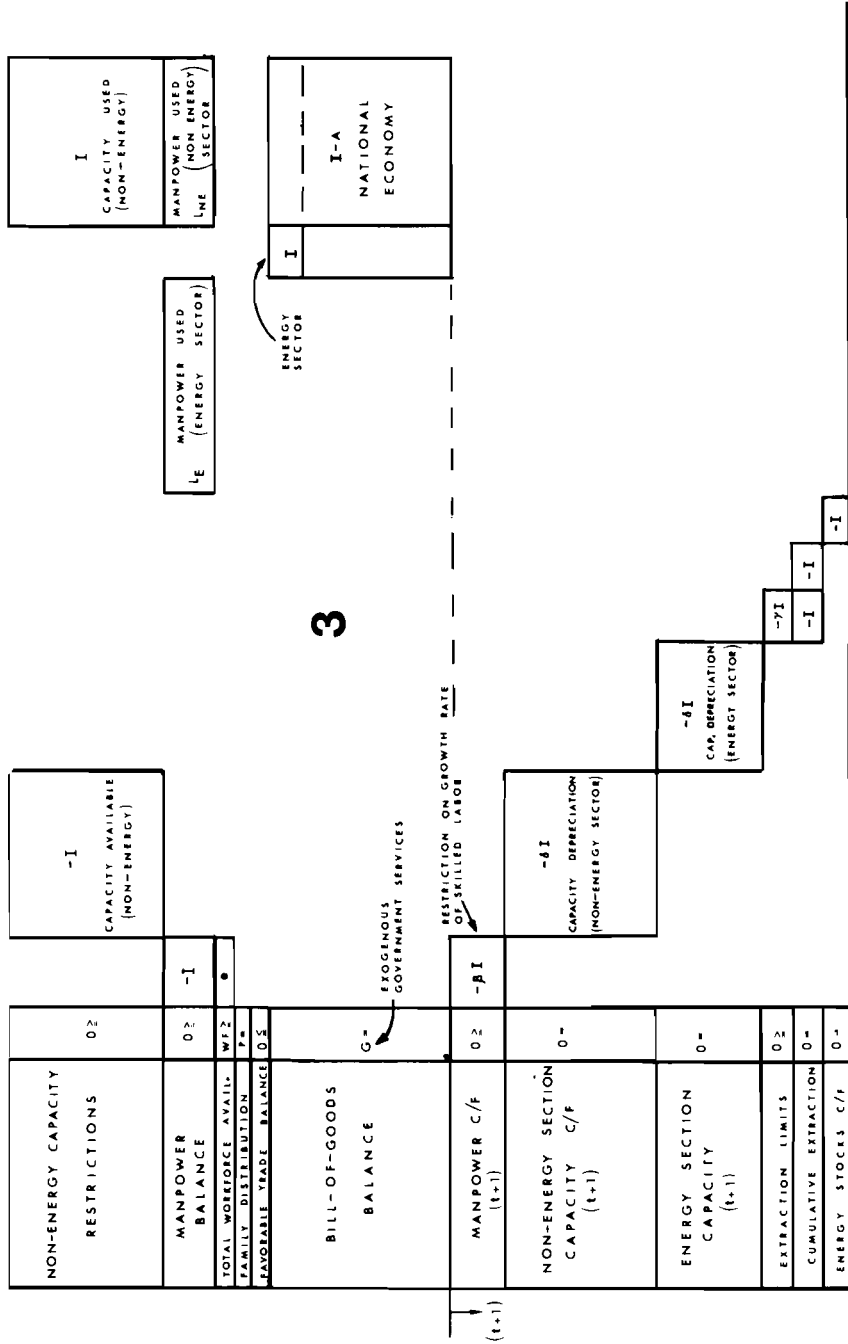 NON-ENERGY CAPACITY
RESTRICTIONS
0 ≥
-I
CAPACITY AVAILABLE
(NON-ENERGY)
I
CAPACITY USED
(NON-ENERGY)
MANPOWER
BALANCE
0 ≥
-I
LE MANPOWER USED
(ENERGY SECTOR)
MANPOWER USED
LNE (NON ENERGY)
SECTOR
TOTAL WORKFORCE AVAIL.
WF ≥
FAMILY DISTRIBUTION
P =
FAVORABLE TRADE BALANCE
0 ≤
BILL-OF-GOODS
BALANCE
G =
EXOGENOUS
GOVERNMENT SERVICES
3
ENERGY
SECTOR
I
I-A
NATIONAL
ECONOMY
(t+1)
MANPOWER C/F
(t+1)
0 ≥
-βI
RESTRICTION ON GROWTH RATE
OF SKILLED LABOR
NON-ENERGY SECTION
CAPACITY C/F
(t+1)
0 =
-δI
CAPACITY DEPRECIATION
(NON-ENERGY SECTOR)
ENERGY SECTION
CAPACITY
(t+1)
0 =
-δI
CAP. DEPRECIATION
(ENERGY SECTOR)
EXTRACTION LIMITS
0 ≥
-γI
CUMULATIVE EXTRACTION
0 =
-I
-I
ENERGY STOCKS C/F
0 =
-I